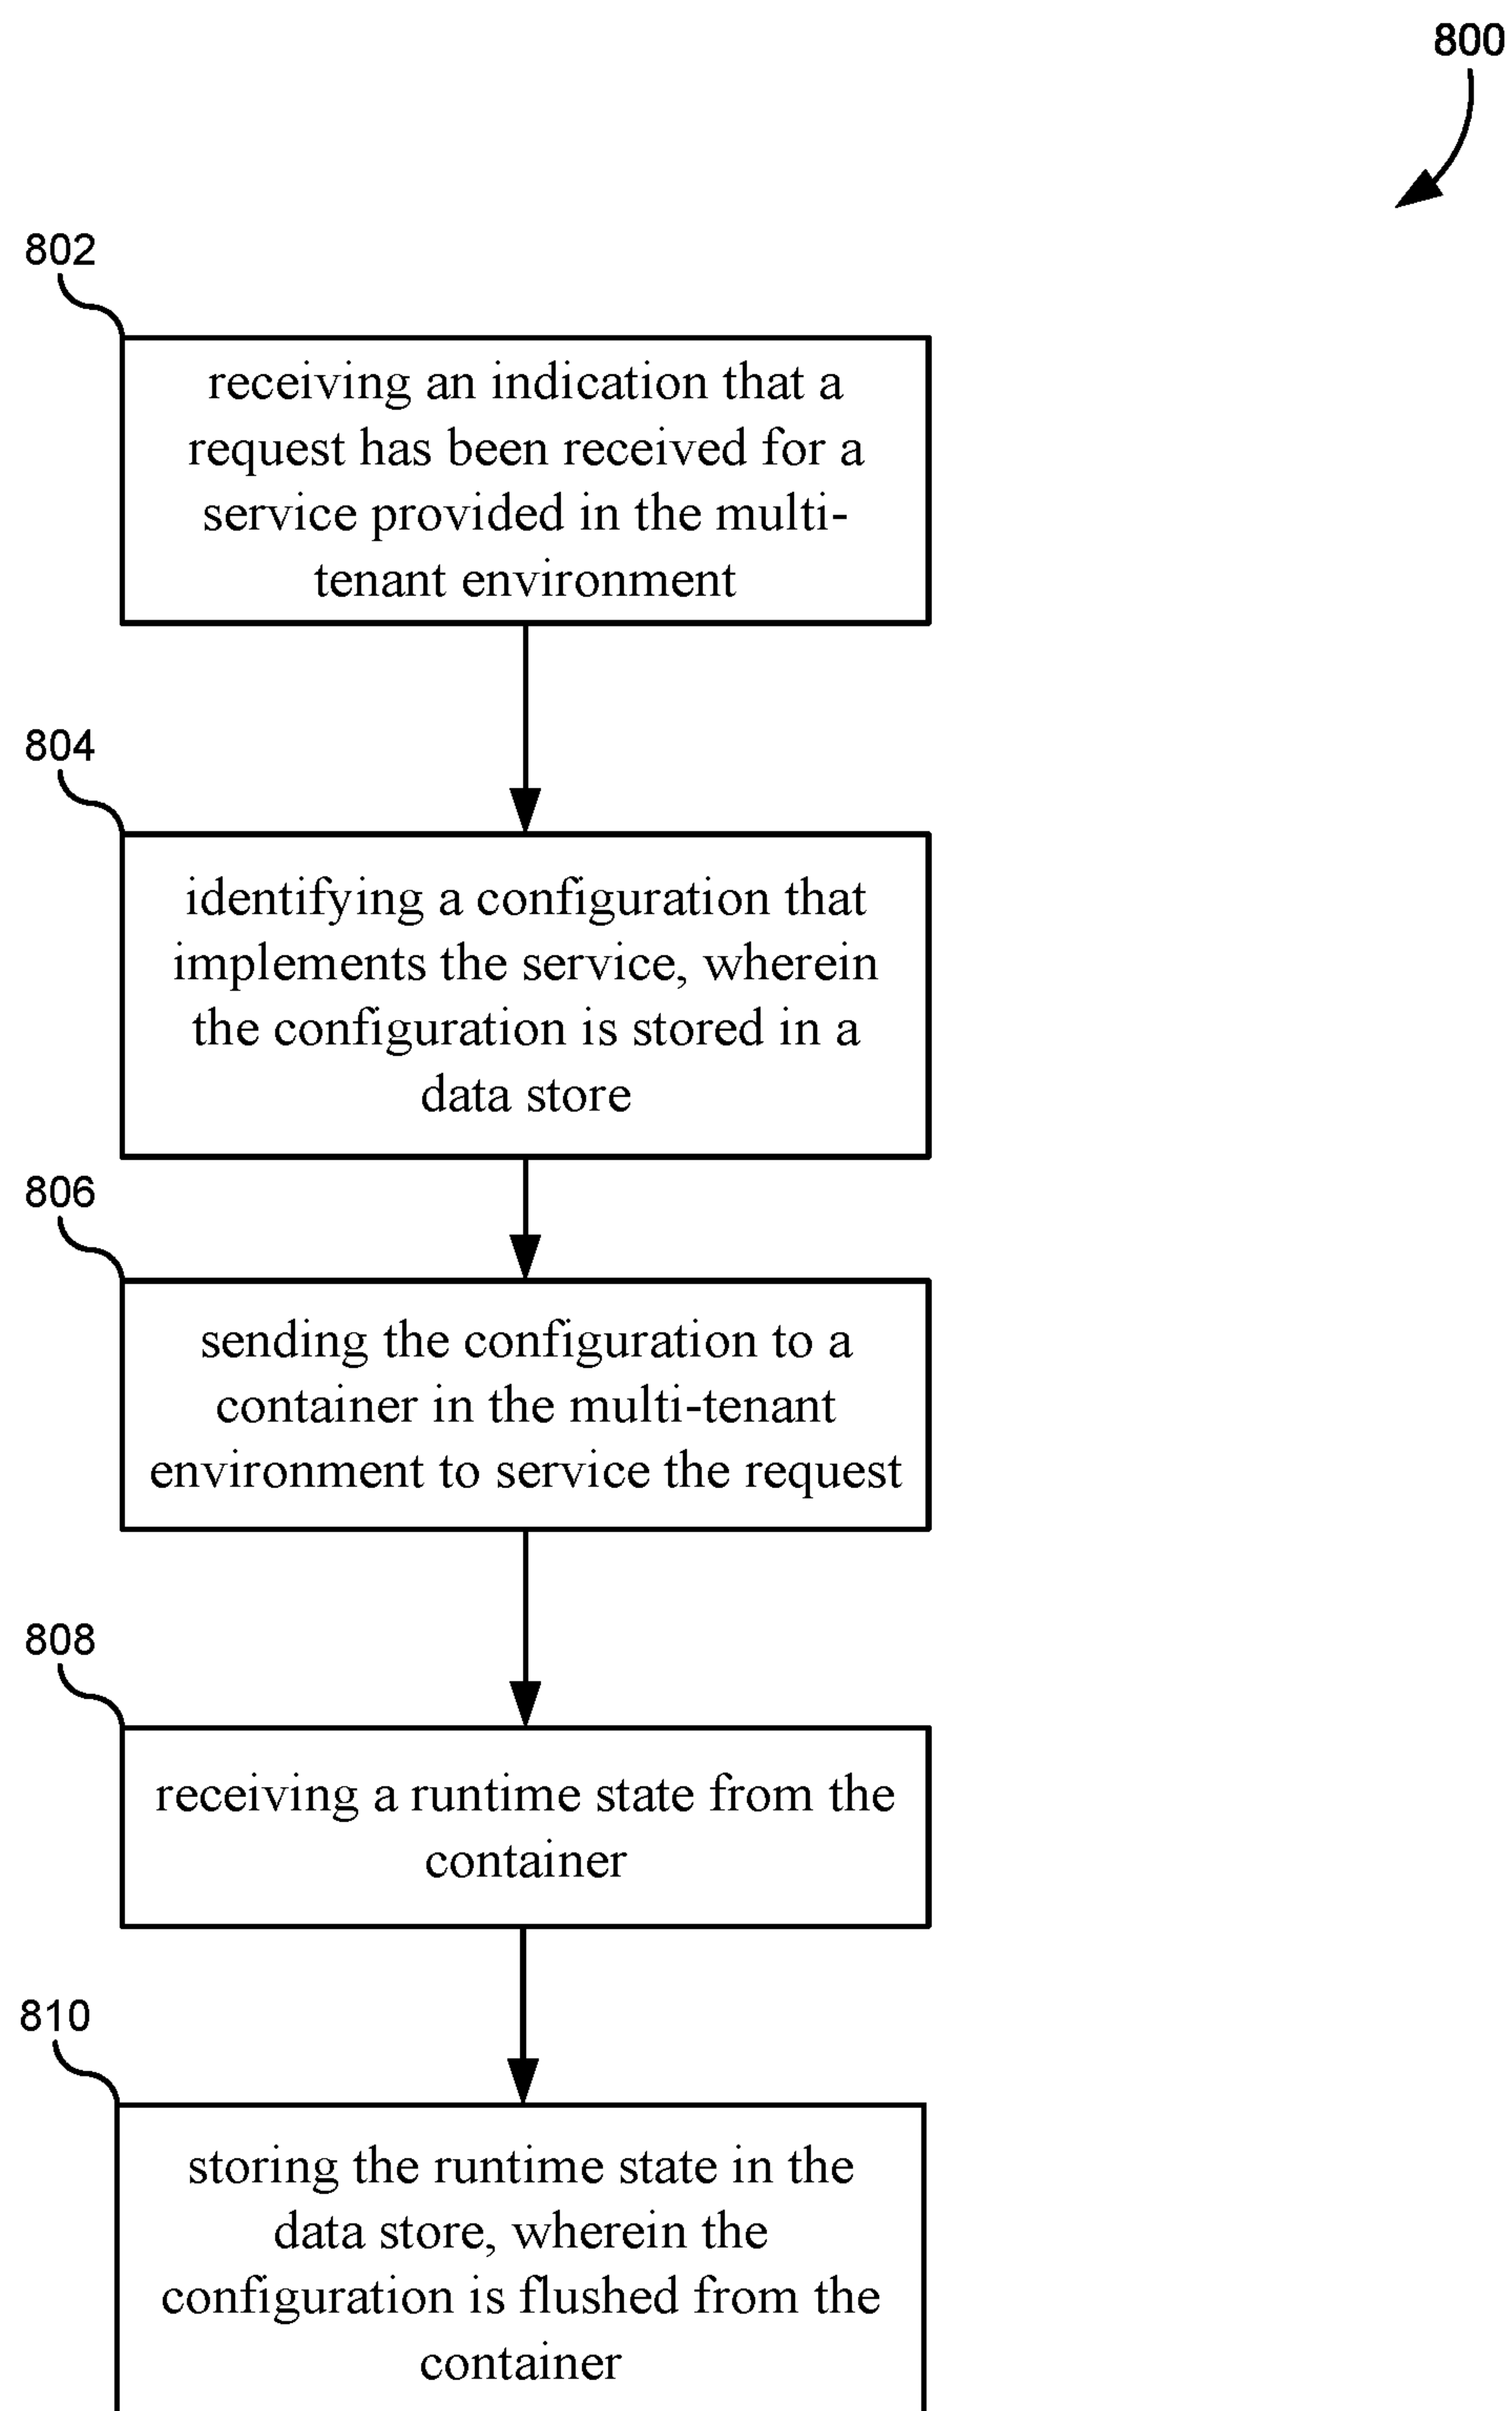 800
802
receiving an indication that a
request has been received for a
service provided in the multi-
tenant environment
804
identifying a configuration that
implements the service, wherein
the configuration is stored in a
data store
806
sending the configuration to a
container in the multi-tenant
environment to service the request
808
receiving a runtime state from the
container
810
storing the runtime state in the
data store, wherein the
configuration is flushed from the
container